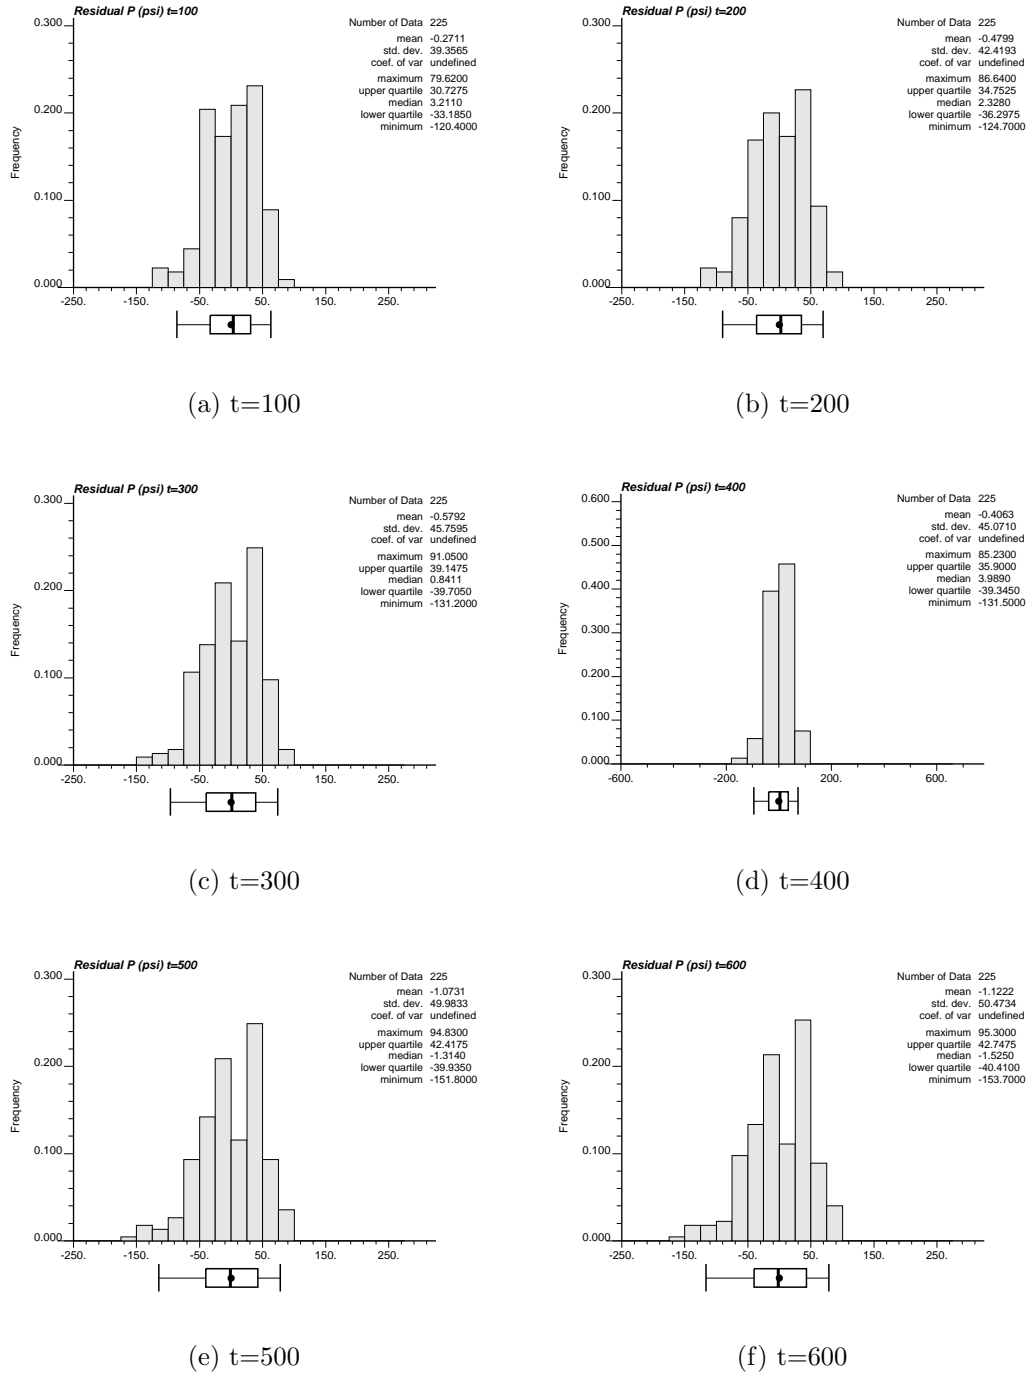 Residual P (psi) t=100
Number of Data 225
mean -0.2711
std. dev. 39.3565
coef. of var undefined
maximum 79.6200
upper quartile 30.7275
median 3.2110
lower quartile -33.1850
minimum -120.4000
Frequency
0.300
0.200
0.100
0.000
-250. -150. -50. 50. 150. 250.
(a) t=100
Residual P (psi) t=200
Number of Data 225
mean -0.4799
std. dev. 42.4193
coef. of var undefined
maximum 86.6400
upper quartile 34.7525
median 2.3280
lower quartile -36.2975
minimum -124.7000
Frequency
0.300
0.200
0.100
0.000
-250. -150. -50. 50. 150. 250.
(b) t=200
Residual P (psi) t=300
Number of Data 225
mean -0.5792
std. dev. 45.7595
coef. of var undefined
maximum 91.0500
upper quartile 39.1475
median 0.8411
lower quartile -39.7050
minimum -131.2000
Frequency
0.300
0.200
0.100
0.000
-250. -150. -50. 50. 150. 250.
(c) t=300
Residual P (psi) t=400
Number of Data 225
mean -0.4063
std. dev. 45.0710
coef. of var undefined
maximum 85.2300
upper quartile 35.9000
median 3.9890
lower quartile -39.3450
minimum -131.5000
Frequency
0.600
0.500
0.400
0.300
0.200
0.100
0.000
-600. -200. 200. 600.
(d) t=400
Residual P (psi) t=500
Number of Data 225
mean -1.0731
std. dev. 49.9833
coef. of var undefined
maximum 94.8300
upper quartile 42.4175
median -1.3140
lower quartile -39.9350
minimum -151.8000
Frequency
0.300
0.200
0.100
0.000
-250. -150. -50. 50. 150. 250.
(e) t=500
Residual P (psi) t=600
Number of Data 225
mean -1.1222
std. dev. 50.4734
coef. of var undefined
maximum 95.3000
upper quartile 42.7475
median -1.5250
lower quartile -40.4100
minimum -153.7000
Frequency
0.300
0.200
0.100
0.000
-250. -150. -50. 50. 150. 250.
(f) t=600